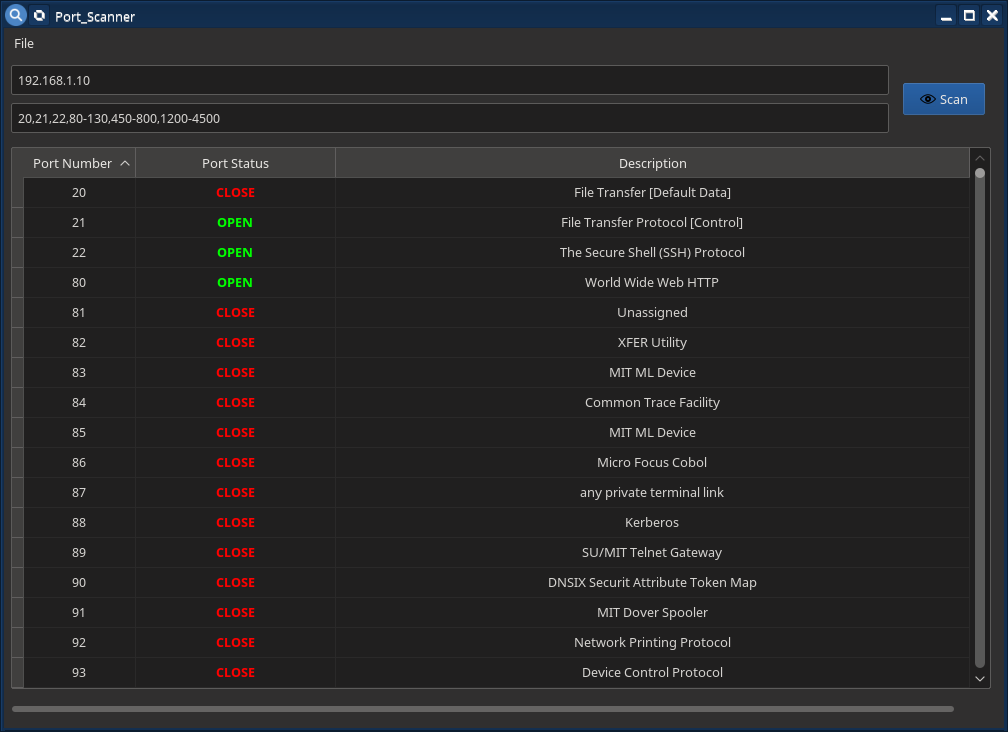 Port_Scanner
File
192.168.1.10
20,21,22,80-130,450-800,1200-4500
Scan
Port Number Port Status Description
20 CLOSE File Transfer [Default Data]
21 OPEN File Transfer Protocol [Control]
22 OPEN The Secure Shell (SSH) Protocol
80 OPEN World Wide Web HTTP
81 CLOSE Unassigned
82 CLOSE XFER Utility
83 CLOSE MIT ML Device
84 CLOSE Common Trace Facility
85 CLOSE MIT ML Device
86 CLOSE Micro Focus Cobol
87 CLOSE any private terminal link
88 CLOSE Kerberos
89 CLOSE SU/MIT Telnet Gateway
90 CLOSE DNSIX Securit Attribute Token Map
91 CLOSE MIT Dover Spooler
92 CLOSE Network Printing Protocol
93 CLOSE Device Control Protocol